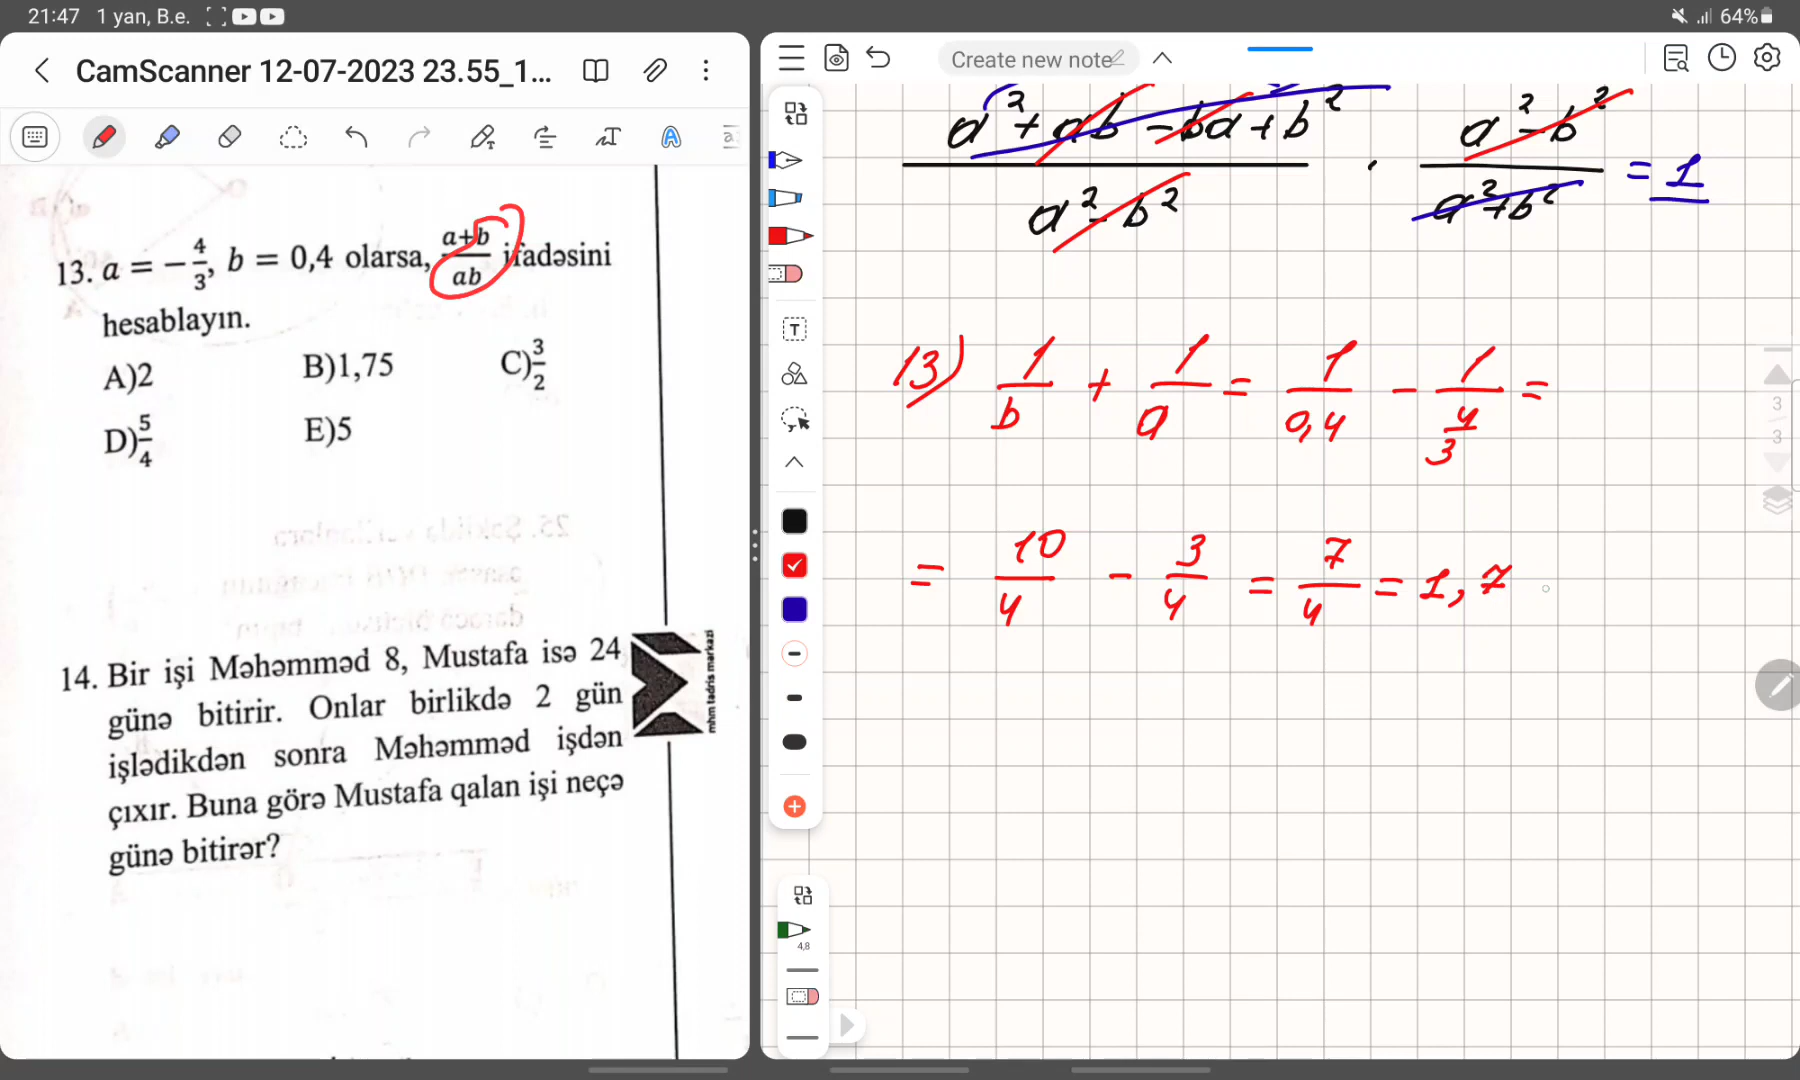 21:47 1 yan, B.e.
64%
CamScanner 12-07-2023 23.55_1...
13. a = -4/3, b = 0,4 olarsa, a+b/ab ifadəsini
hesablayın.
A)2 B)1,75 C)3/2
D)5/4 E)5
14. Bir işi Məhəmməd 8, Mustafa isə 24
günə bitirir. Onlar birlikdə 2 gün
işlədikdən sonra Məhəmməd işdən
çıxır. Buna görə Mustafa qalan işi neçə
günə bitirər?
mhm tədris mərkəzi
Create new note
a² + ab - ba + b² / a² - b² · a² - b² / a² + b² = 1
13) 1/b + 1/a = 1/0,4 - 1/4/3 =
= 10/4 - 3/4 = 7/4 = 1,7
T
3
3
4,8